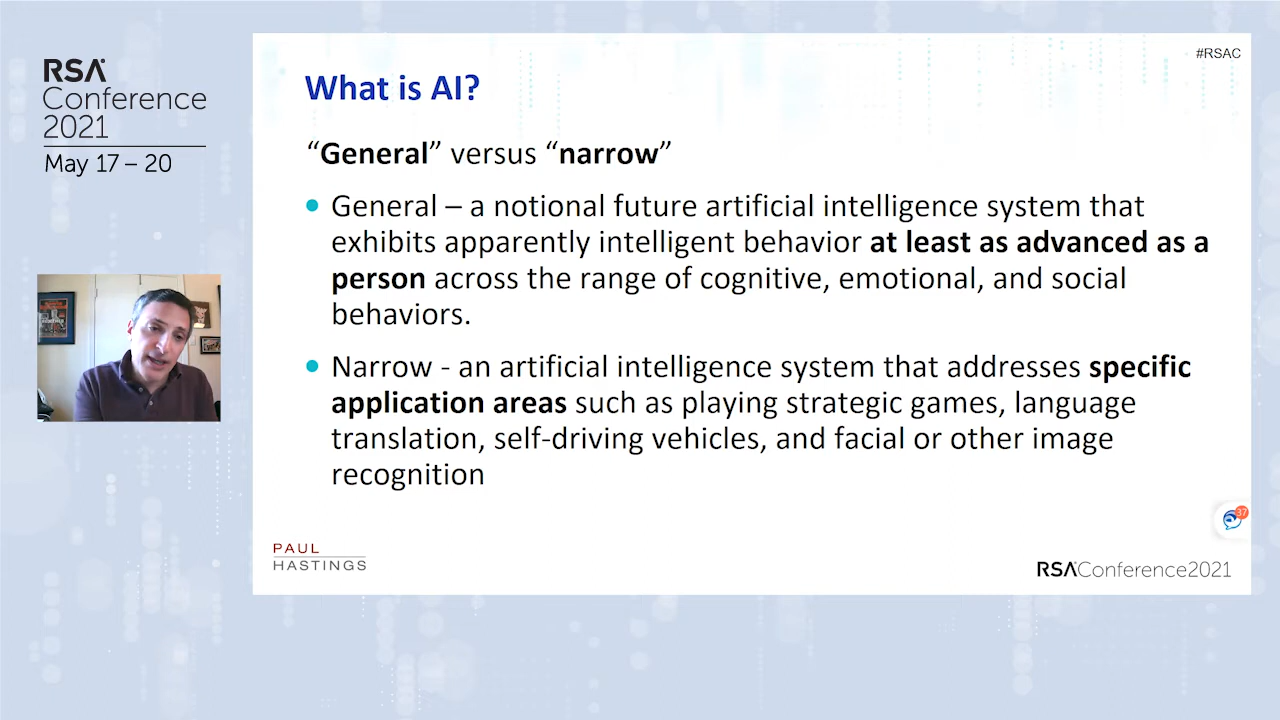 RSA
Conference
2021
May 17 – 20
#RSAC
What is AI?
“General” versus “narrow”
• General – a notional future artificial intelligence system that
exhibits apparently intelligent behavior at least as advanced as a
person across the range of cognitive, emotional, and social
behaviors.
• Narrow - an artificial intelligence system that addresses specific
application areas such as playing strategic games, language
translation, self-driving vehicles, and facial or other image
recognition
37
PAUL
HASTINGS
RSAConference2021